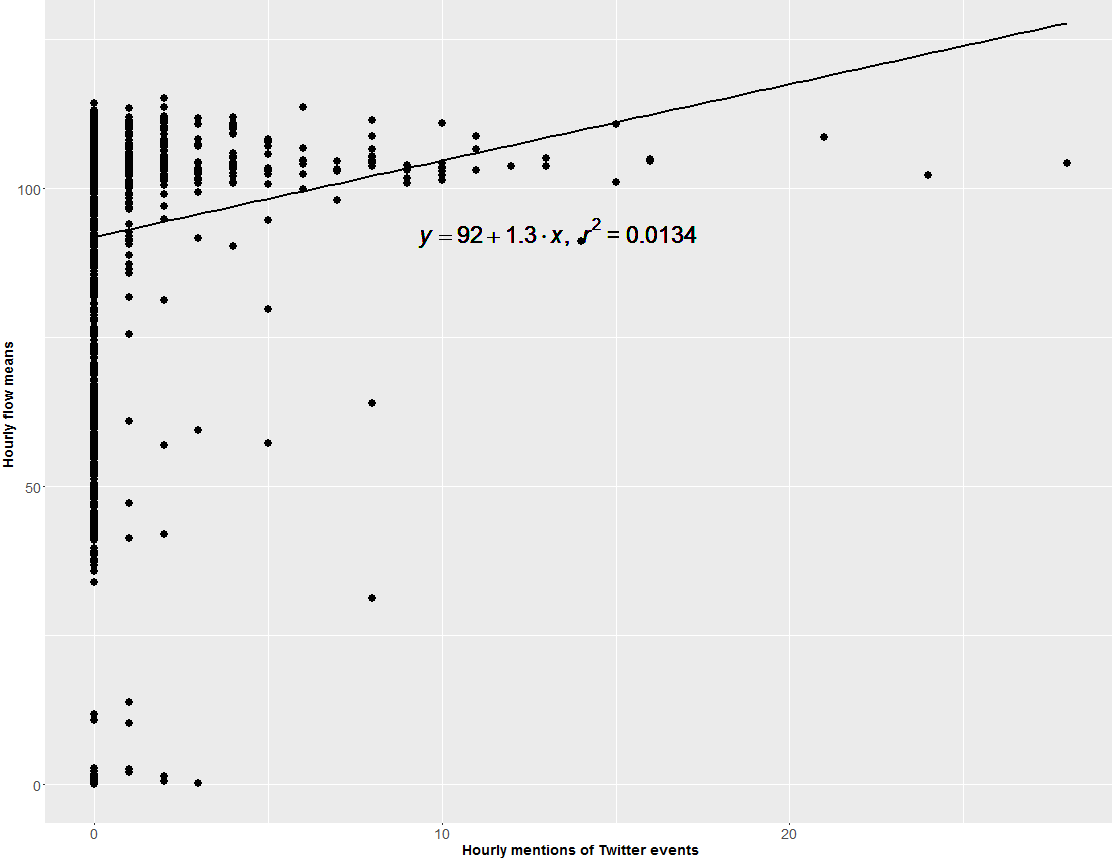 100
y = 92 + 1.3 · x, r² = 0.0134
Hourly flow means
50
0
0
10
20
Hourly mentions of Twitter events